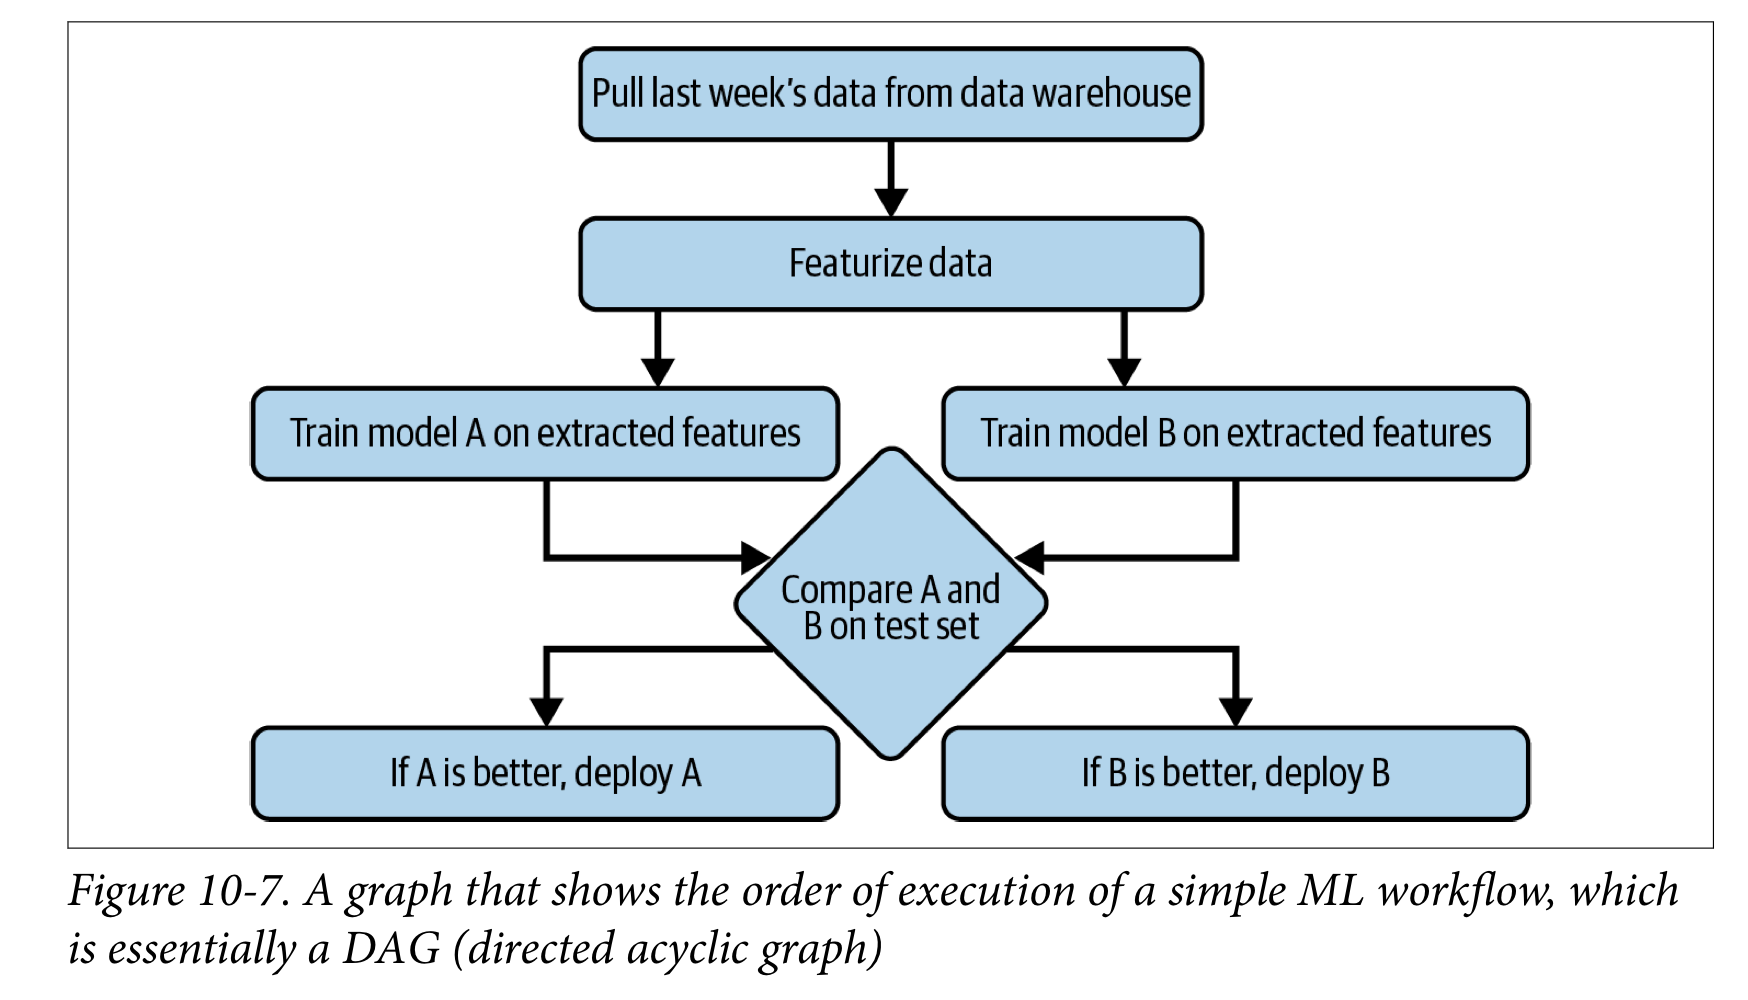 Pull last week’s data from data warehouse
Featurize data
Train model A on extracted features
Train model B on extracted features
Compare A and
B on test set
If A is better, deploy A
If B is better, deploy B
Figure 10-7. A graph that shows the order of execution of a simple ML workflow, which
is essentially a DAG (directed acyclic graph)